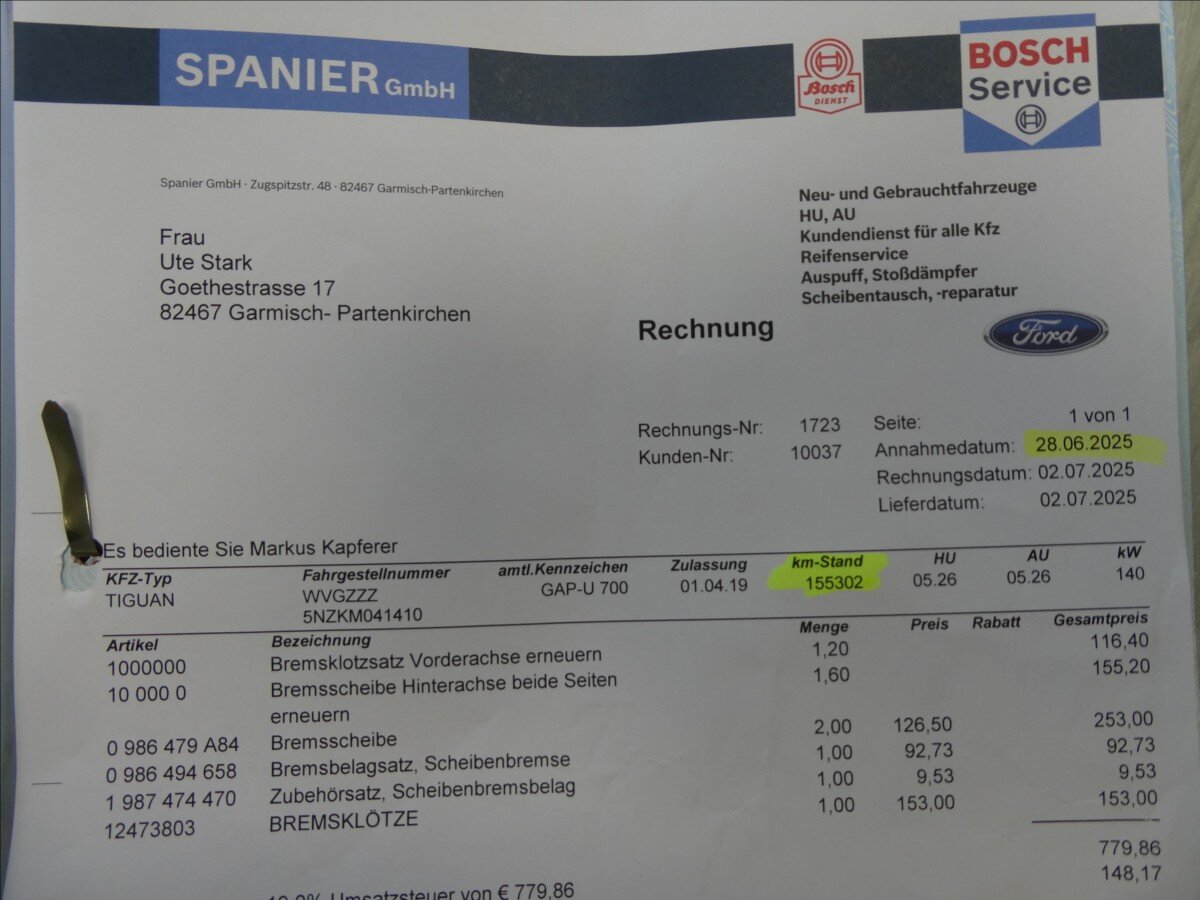 SPANIER GmbH
Bosch
DIENST
BOSCH
Service
Spanier GmbH · Zugspitzstr. 48 · 82467 Garmisch-Partenkirchen
Neu- und Gebrauchtfahrzeuge
HU, AU
Kundendienst für alle Kfz
Reifenservice
Auspuff, Stoßdämpfer
Scheibentausch, -reparatur
Frau
Ute Stark
Goethestrasse 17
82467 Garmisch- Partenkirchen
Rechnung
Ford
Rechnungs-Nr: 1723
Kunden-Nr: 10037
Seite: 1 von 1
Annahmedatum: 28.06.2025
Rechnungsdatum: 02.07.2025
Lieferdatum: 02.07.2025
Es bediente Sie Markus Kapferer
KFZ-Typ Fahrgestellnummer amtl.Kennzeichen Zulassung km-Stand HU AU kW
TIGUAN WVGZZZ GAP-U 700 01.04.19 155302 05.26 05.26 140
5NZKM041410
Artikel Bezeichnung Menge Preis Rabatt Gesamtpreis
1000000 Bremsklotzsatz Vorderachse erneuern 1,20 116,40
10 000 0 Bremsscheibe Hinterachse beide Seiten 1,60 155,20
erneuern
0 986 479 A84 Bremsscheibe 2,00 126,50 253,00
0 986 494 658 Bremsbelagsatz, Scheibenbremse 1,00 92,73 92,73
1 987 474 470 Zubehörsatz, Scheibenbremsbelag 1,00 9,53 9,53
12473803 BREMSKLÖTZE 1,00 153,00 153,00
779,86
19,0% Umsatzsteuer von € 779,86 148,17